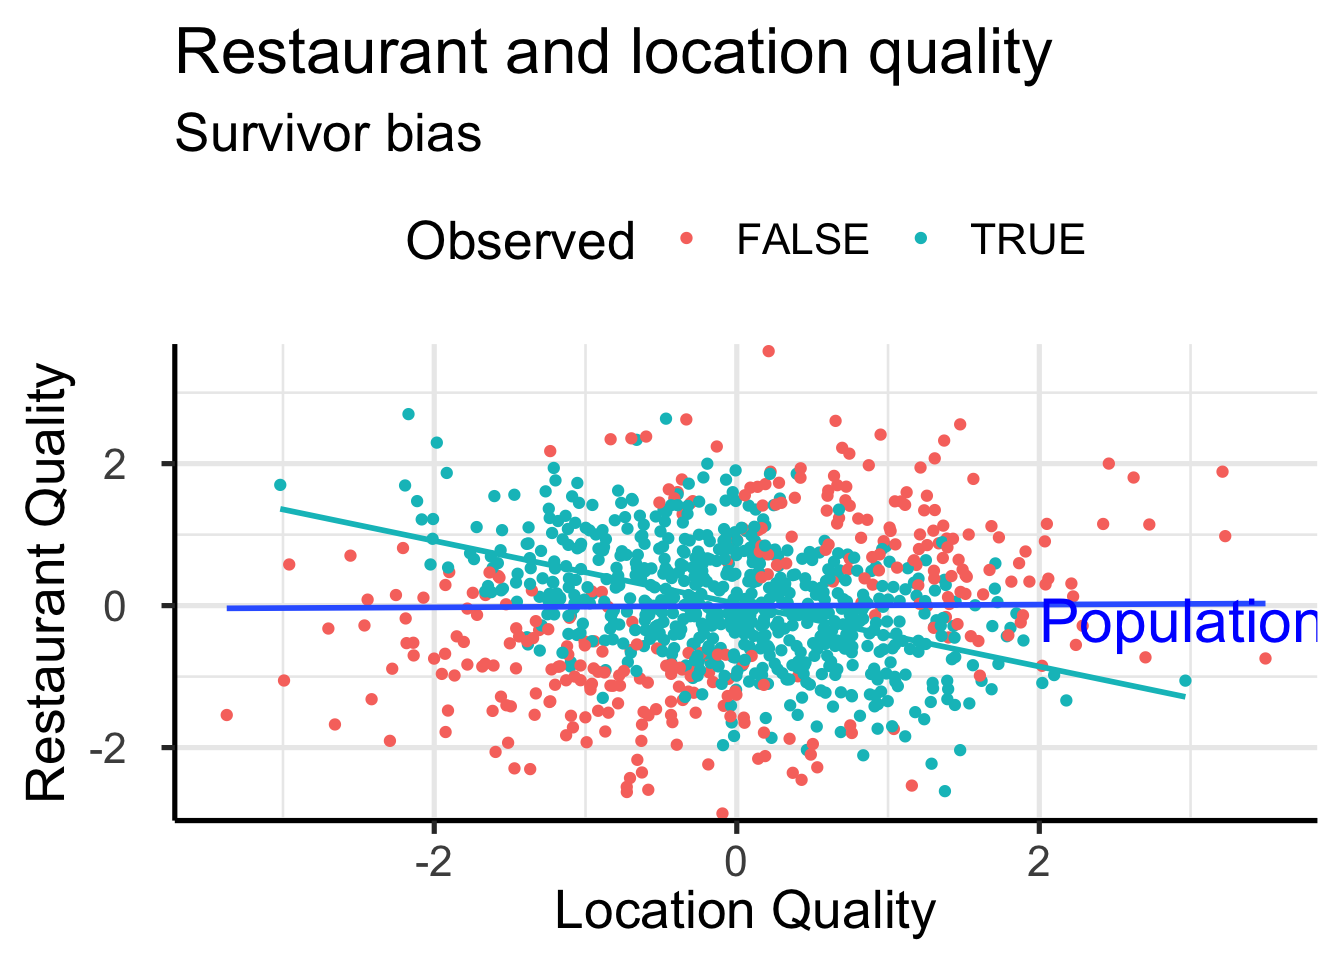 Restaurant and location quality
Survivor bias
Observed FALSE TRUE
Restaurant Quality
2
0
-2
Population
-2 0 2
Location Quality